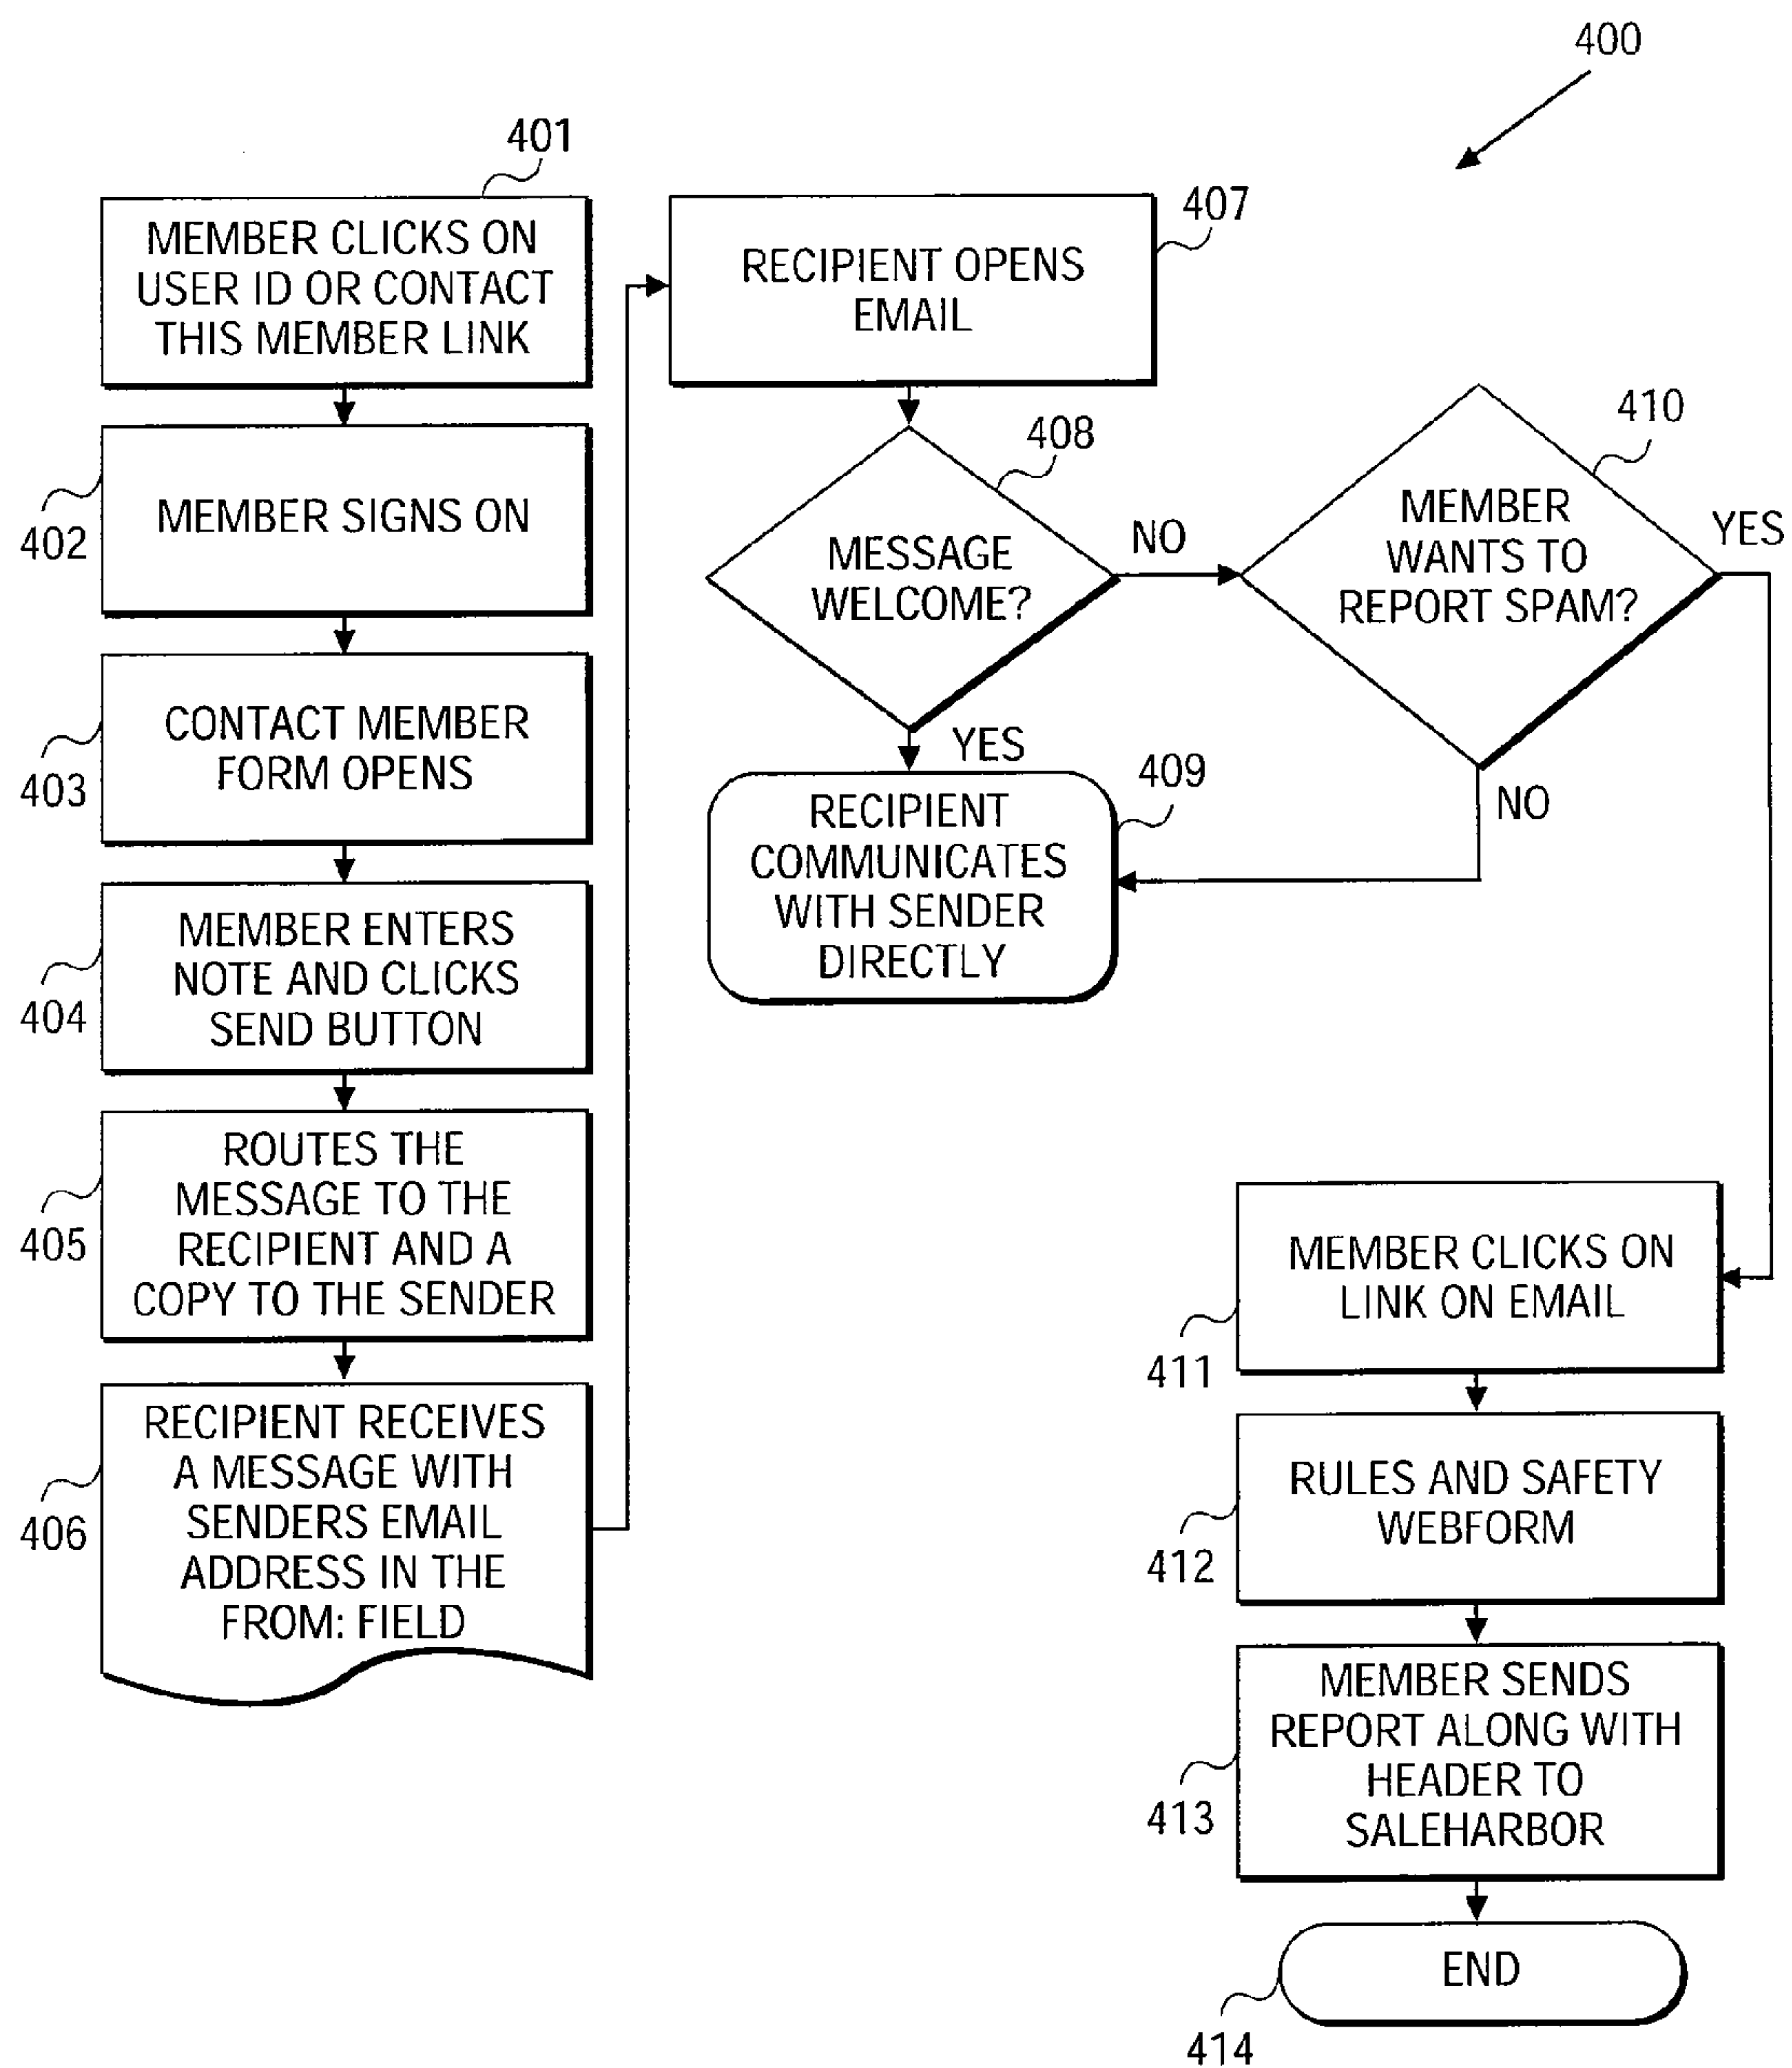 400
401
MEMBER CLICKS ON
USER ID OR CONTACT
THIS MEMBER LINK
402
MEMBER SIGNS ON
403
CONTACT MEMBER
FORM OPENS
404
MEMBER ENTERS
NOTE AND CLICKS
SEND BUTTON
405
ROUTES THE
MESSAGE TO THE
RECIPIENT AND A
COPY TO THE SENDER
406
RECIPIENT RECEIVES
A MESSAGE WITH
SENDERS EMAIL
ADDRESS IN THE
FROM: FIELD
407
RECIPIENT OPENS
EMAIL
408
MESSAGE
WELCOME?
NO
YES
409
RECIPIENT
COMMUNICATES
WITH SENDER
DIRECTLY
410
MEMBER
WANTS TO
REPORT SPAM?
YES
NO
411
MEMBER CLICKS ON
LINK ON EMAIL
412
RULES AND SAFETY
WEBFORM
413
MEMBER SENDS
REPORT ALONG WITH
HEADER TO
SALEHARBOR
END
414